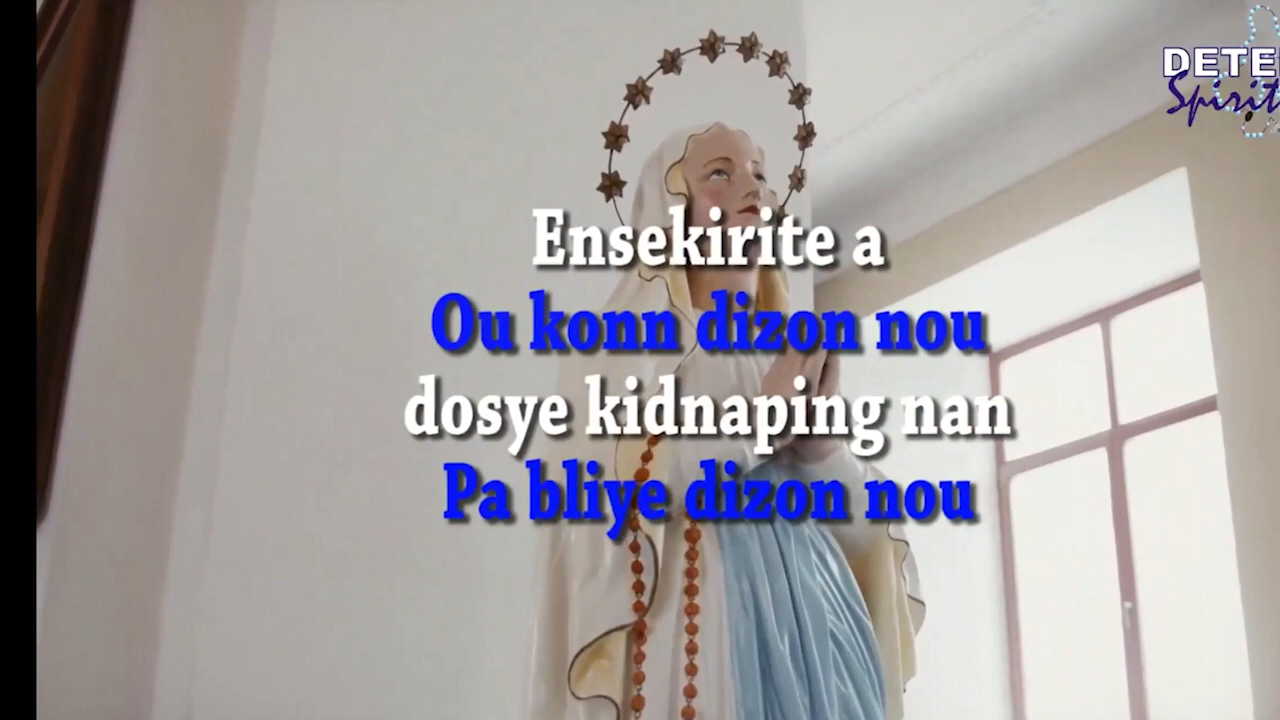 Ensekirite a
Ou konn dizon nou
dosye kidnaping nan
Pa bliye dizon nou